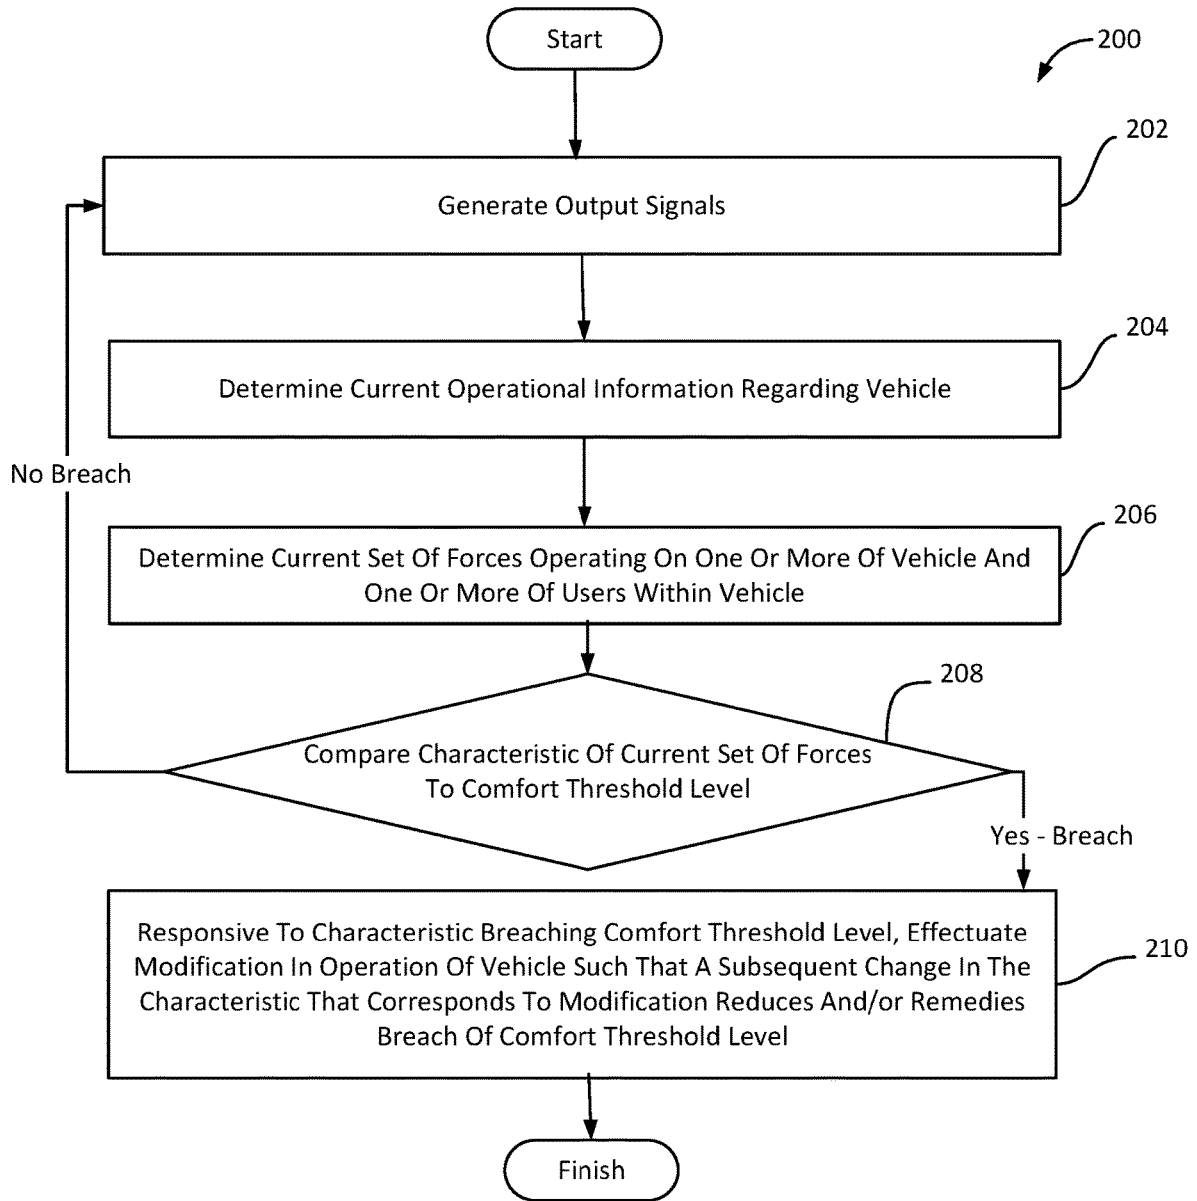 Start
200
202
Generate Output Signals
204
Determine Current Operational Information Regarding Vehicle
No Breach
206
Determine Current Set Of Forces Operating On One Or More Of Vehicle And
One Or More Of Users Within Vehicle
208
Compare Characteristic Of Current Set Of Forces
To Comfort Threshold Level
Yes - Breach
Responsive To Characteristic Breaching Comfort Threshold Level, Effectuate
Modification In Operation Of Vehicle Such That A Subsequent Change In The
Characteristic That Corresponds To Modification Reduces And/or Remedies
Breach Of Comfort Threshold Level
210
Finish